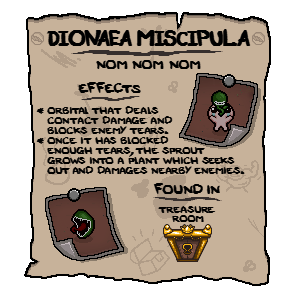 DIONAEA MISCIPULA
NOM NOM NOM
EFFECTS
ORBITAL THAT DEALS
CONTACT DAMAGE AND
BLOCKS ENEMY TEARS.
ONCE IT HAS BLOCKED
ENOUGH TEARS, THE SPROUT
GROWS INTO A PLANT WHICH SEEKS
OUT AND DAMAGES NEARBY ENEMIES.
FOUND IN
TREASURE
ROOM